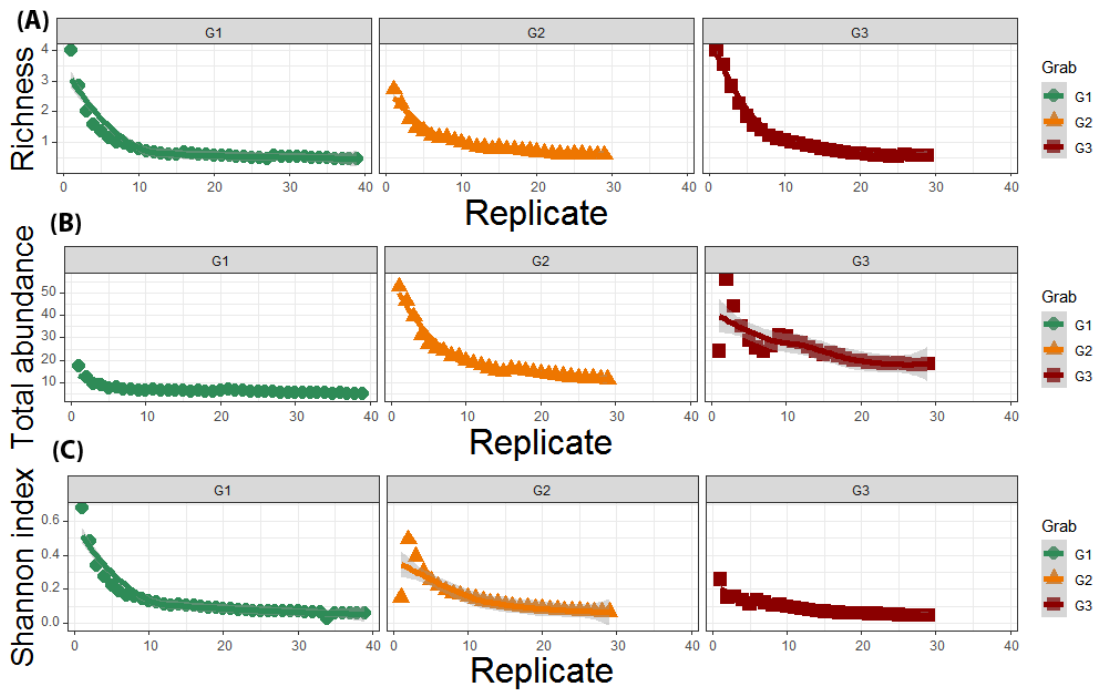 (A)
Richness
G1 G2 G3
4
3
2
1
0 10 20 30 40 0 10 20 30 40 0 10 20 30 40
Replicate
Grab
G1
G2
G3
(B)
Total abundance
G1 G2 G3
50
40
30
20
10
0 10 20 30 40 0 10 20 30 40 0 10 20 30 40
Replicate
Grab
G1
G2
G3
(C)
Shannon index
G1 G2 G3
0.6
0.4
0.2
0.0
0 10 20 30 40 0 10 20 30 40 0 10 20 30 40
Replicate
Grab
G1
G2
G3